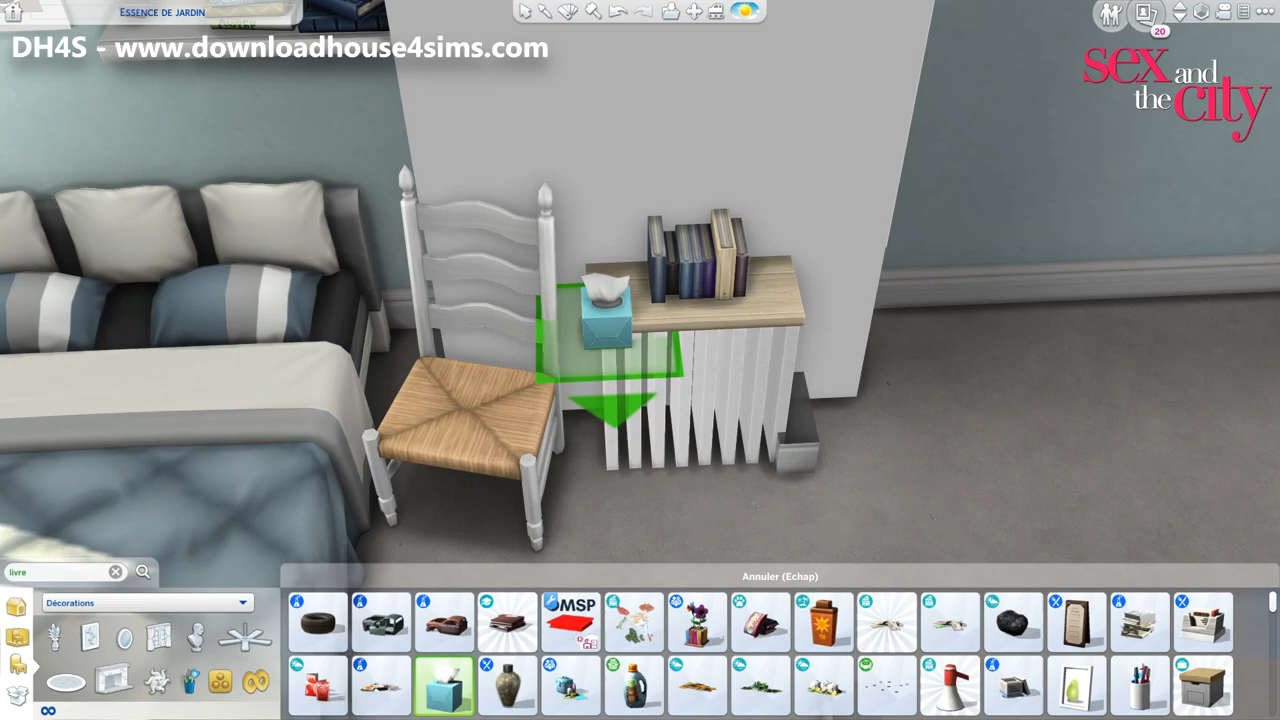 ESSENCE DE JARDIN
DH4S - www.downloadhouse4sims.com
20
sex and
the city
livre
Annuler (Echap)
Décorations
MSP